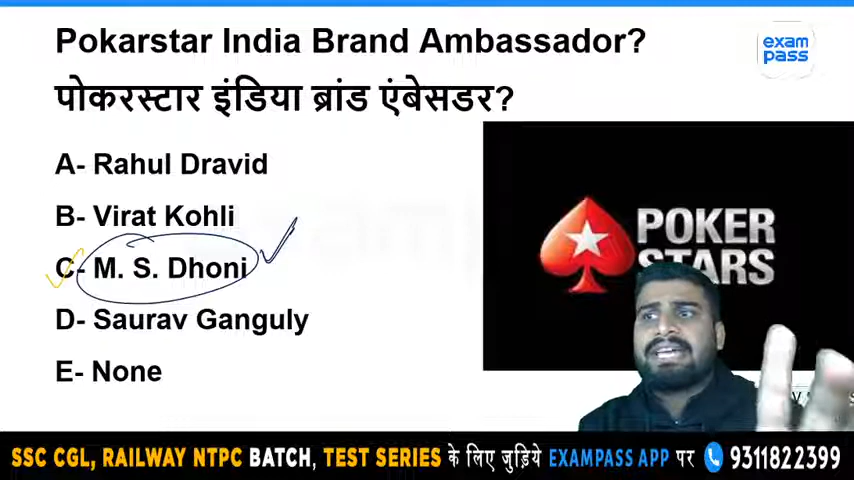 Pokarstar India Brand Ambassador?
exam
pass
पोकरस्टार इंडिया ब्रांड एंबेसडर?
A- Rahul Dravid
B- Virat Kohli
C- M. S. Dhoni
D- Saurav Ganguly
E- None
POKER
STARS
SSC CGL, RAILWAY NTPC BATCH, TEST SERIES के लिए जुड़िये EXAMPASS APP पर 9311822399